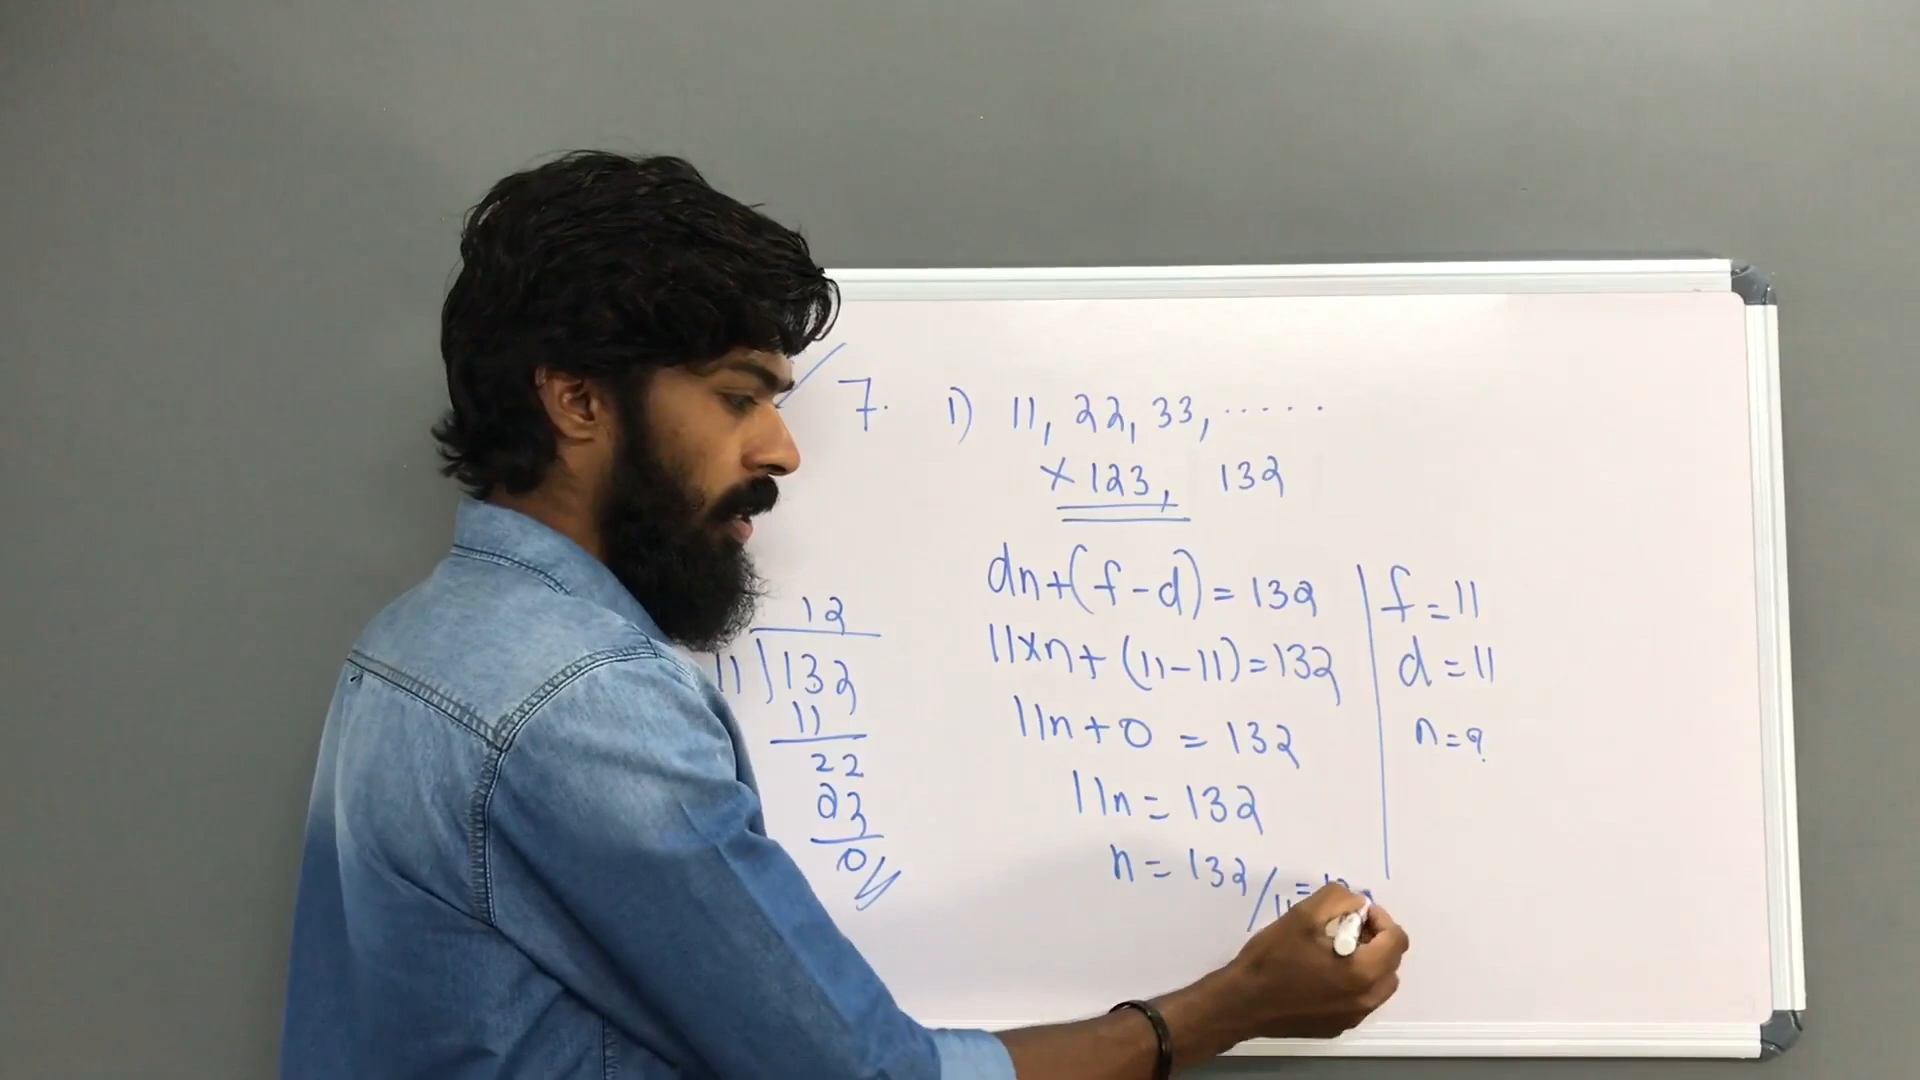 7. 1) 11, 22, 33, ......
× 123, 132
dn + (f - d) = 132
11×n + (11-11) = 132
11n + 0 = 132
11n = 132
n = 132/11 = 12
f = 11
d = 11
n = ?
12
11)132
11
22
22
0